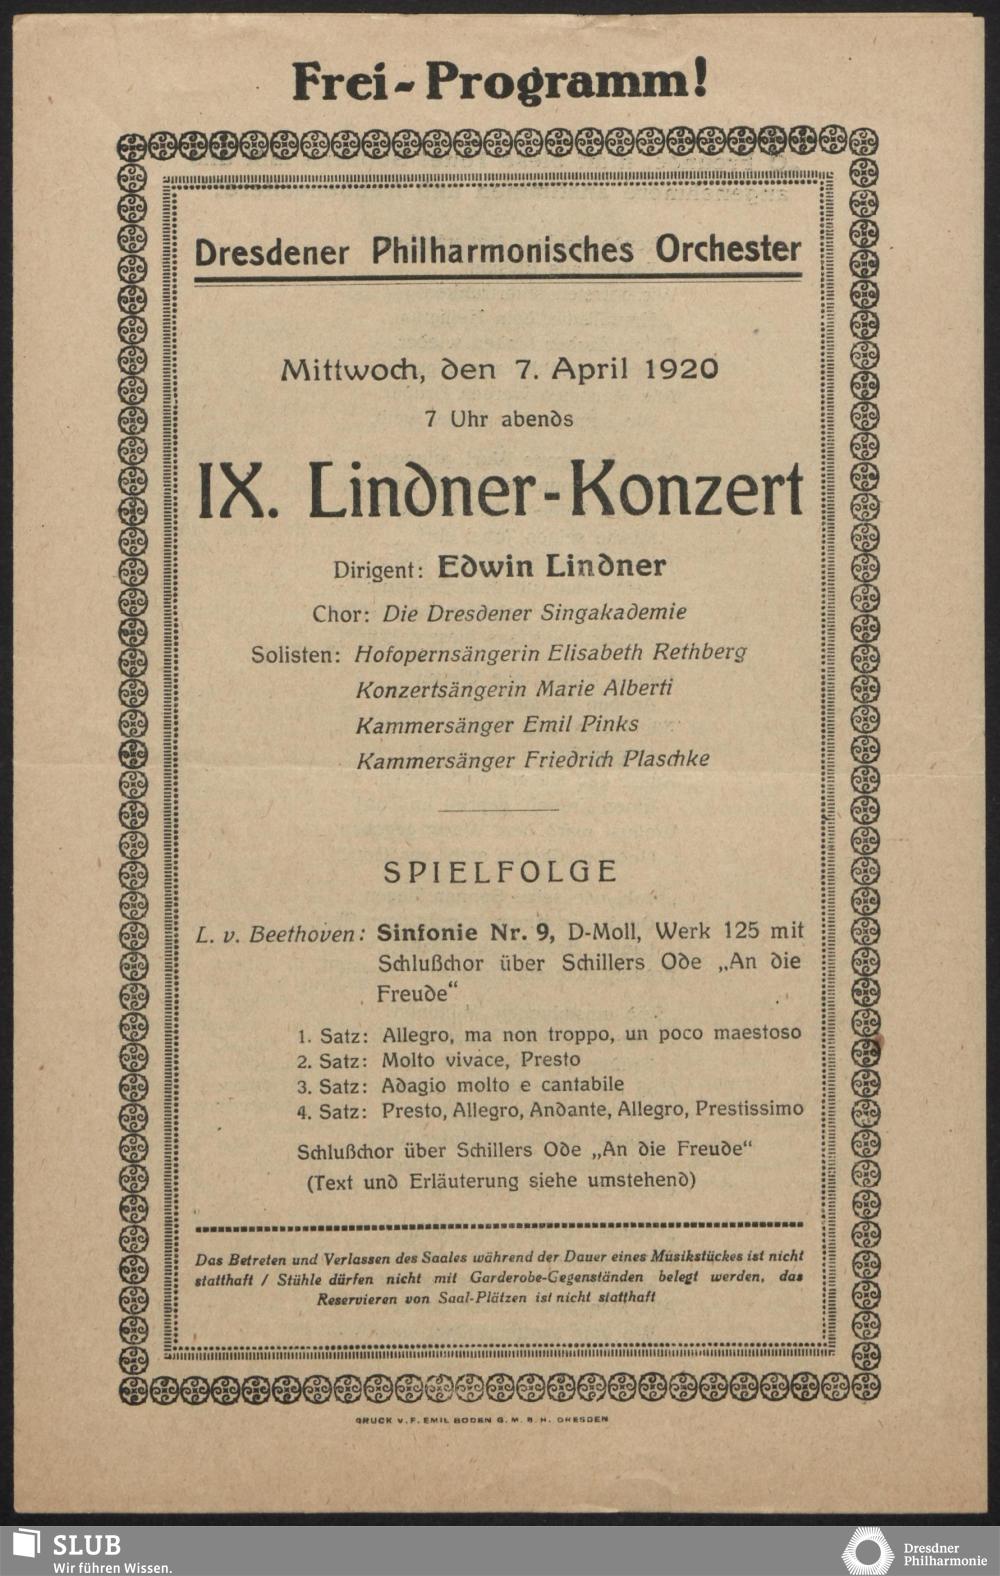 Frei-Programm!
Dresdener Philharmonisches Orchester
Mittwoch, den 7. April 1920
7 Uhr abends
IX. Lindner-Konzert
Dirigent: Edwin Lindner
Chor: Die Dresdener Singakademie
Solisten: Hofopernsängerin Elisabeth Rethberg
Konzertsängerin Marie Alberti
Kammersänger Emil Pinks
Kammersänger Friedrich Plaschke
SPIELFOLGE
L. v. Beethoven: Sinfonie Nr. 9, D-Moll, Werk 125 mit
Schlußchor über Schillers Ode „An die
Freude“
1. Satz: Allegro, ma non troppo, un poco maestoso
2. Satz: Molto vivace, Presto
3. Satz: Adagio molto e cantabile
4. Satz: Presto, Allegro, Andante, Allegro, Prestissimo
Schlußchor über Schillers Ode „An die Freude“
(Text und Erläuterung siehe umstehend)
Das Betreten und Verlassen des Saales während der Dauer eines Musikstückes ist nicht
statthaft / Stühle dürfen nicht mit Garderobe-Gegenständen belegt werden, das
Reservieren von Saal-Plätzen ist nicht statthaft
DRUCK V. F. EMIL BODEN G. M. B. H. DRESDEN
SLUB
Wir führen Wissen.
Dresdner
Philharmonie